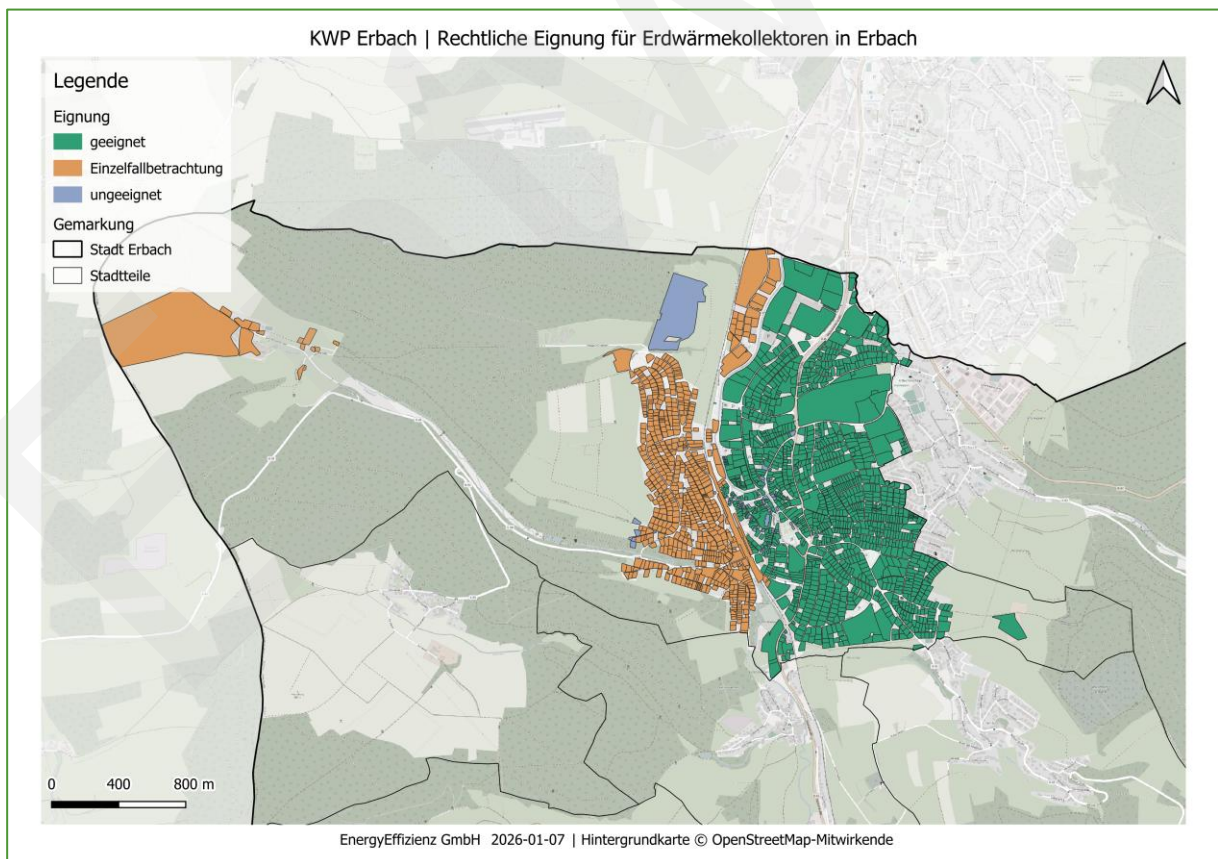 KWP Erbach | Rechtliche Eignung für Erdwärmekollektoren in Erbach
Legende
Eignung
geeignet
Einzelfallbetrachtung
ungeeignet
Gemarkung
Stadt Erbach
Stadtteile
0 400 800 m
EnergyEffizienz GmbH 2026-01-07 | Hintergrundkarte © OpenStreetMap-Mitwirkende